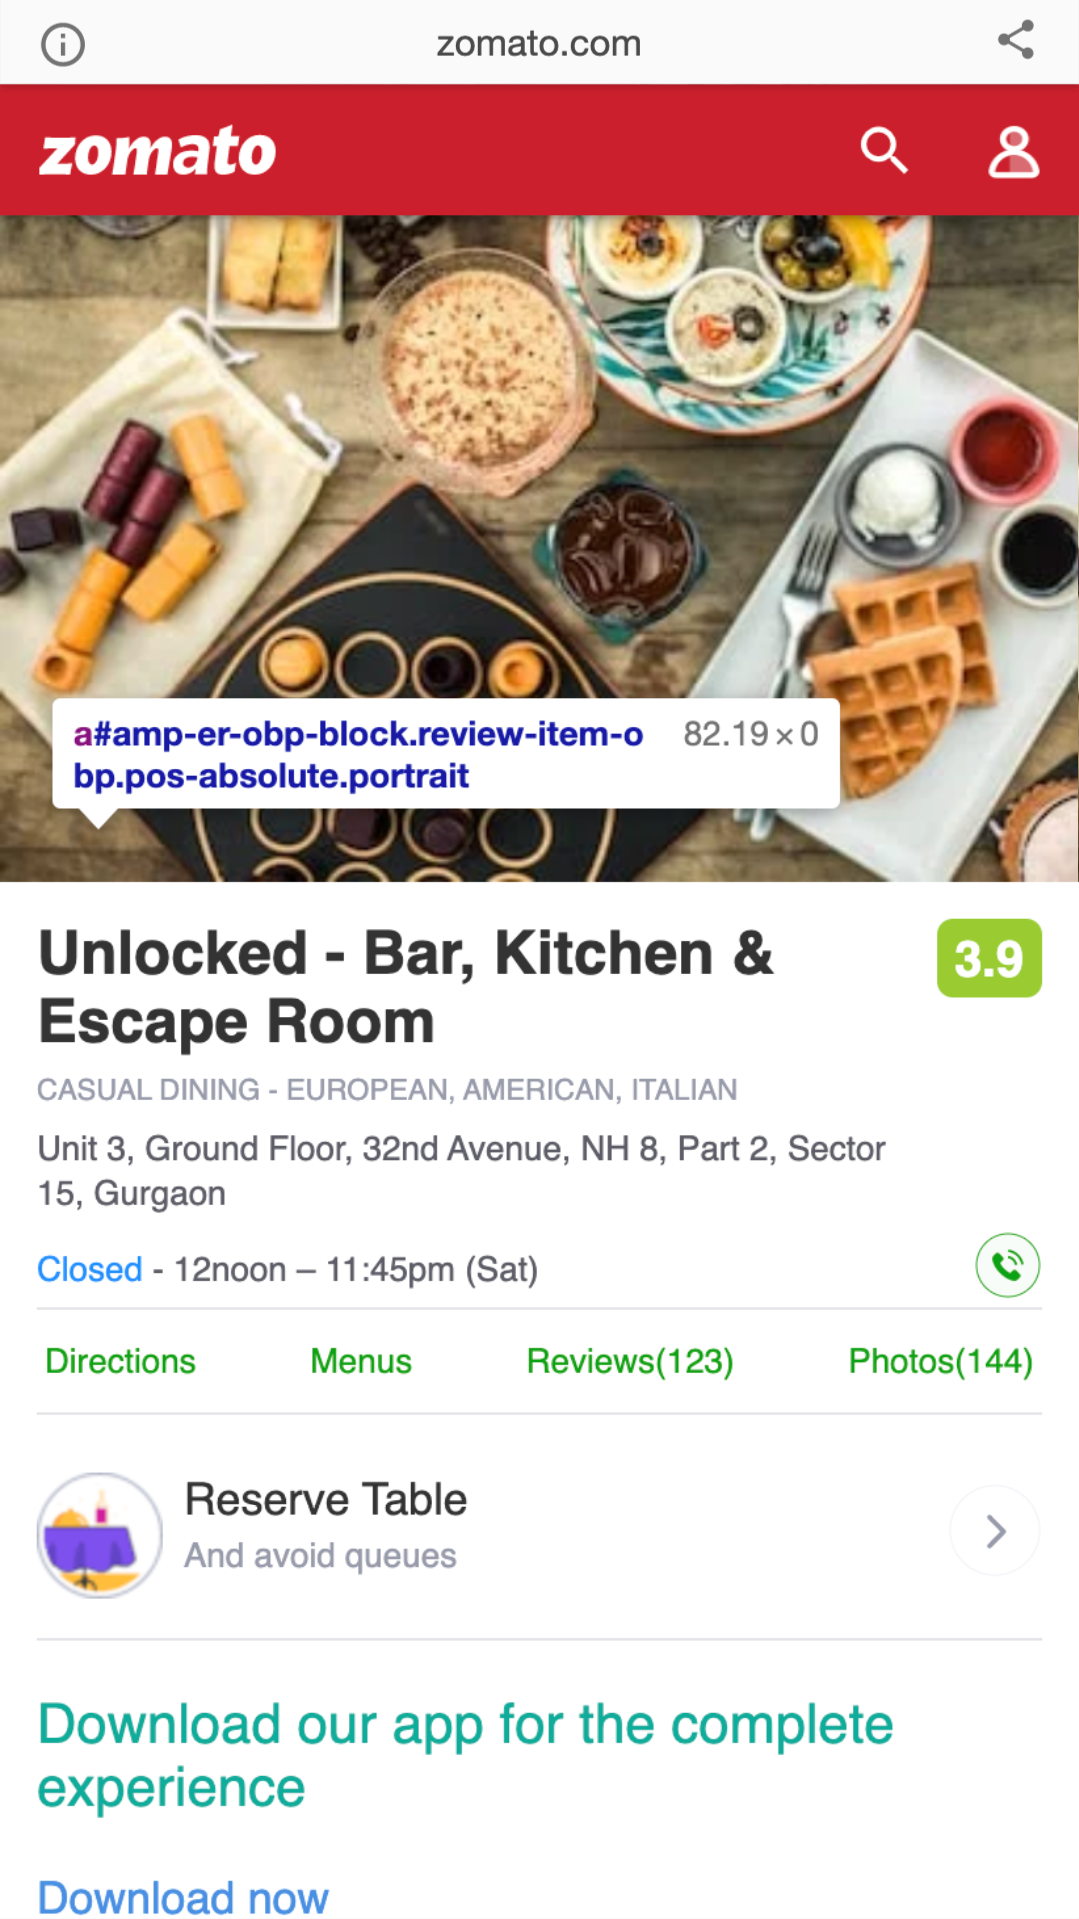 zomato.com
zomato
a#amp-er-obp-block.review-item-o 82.19×0
bp.pos-absolute.portrait
Unlocked - Bar, Kitchen &
Escape Room
3.9
CASUAL DINING - EUROPEAN, AMERICAN, ITALIAN
Unit 3, Ground Floor, 32nd Avenue, NH 8, Part 2, Sector
15, Gurgaon
Closed - 12noon – 11:45pm (Sat)
Directions Menus Reviews(123) Photos(144)
Reserve Table
And avoid queues
Download our app for the complete
experience
Download now